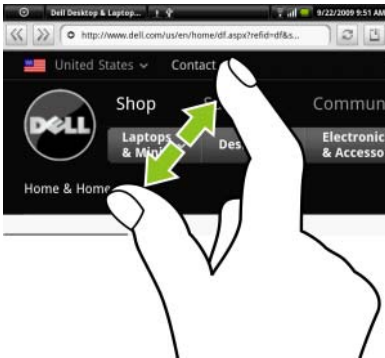 Dell Desktop & Laptop... 9/22/2009 9:51 AM
http://www.dell.com/us/en/home/df.aspx?refid=df&s...
United States Contact
DELL
Shop Commun
Laptops Electronic
& Mini & Accesso
Des
Home & Home